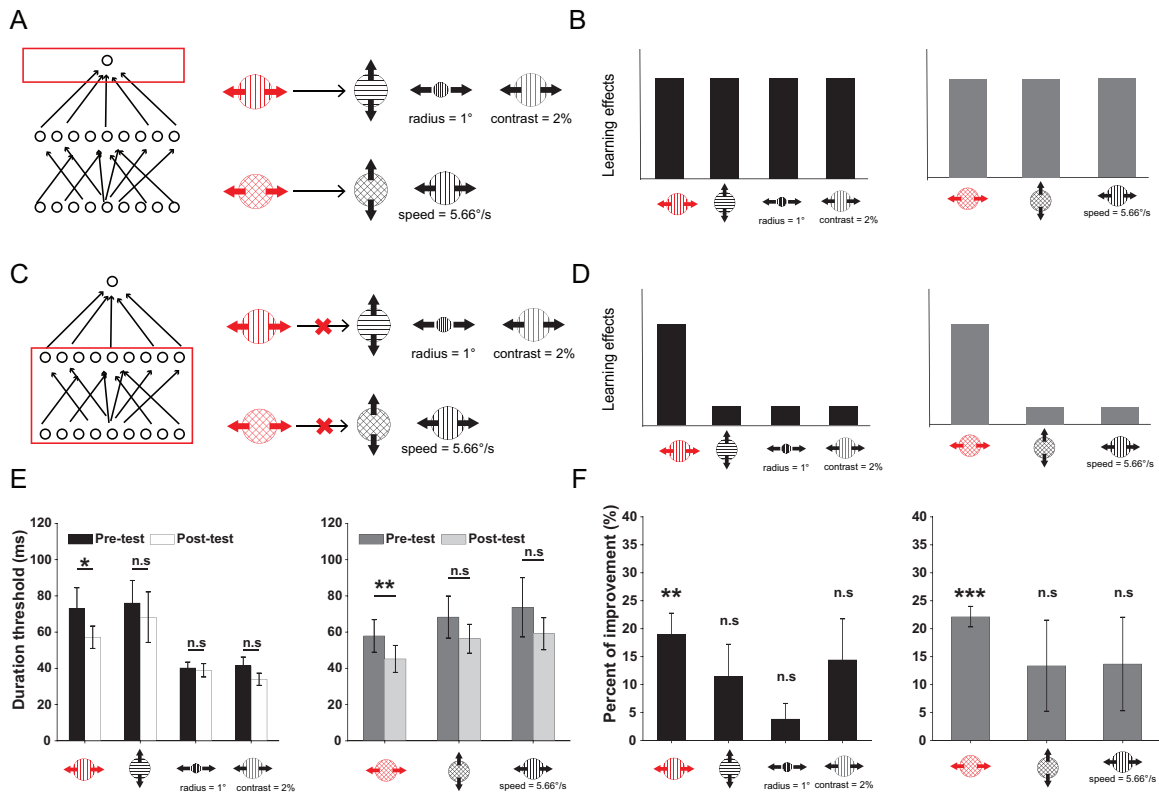 A
radius = 1°
contrast = 2%
speed = 5.66°/s
B
Learning effects
radius = 1°
contrast = 2%
speed = 5.66°/s
C
radius = 1°
contrast = 2%
speed = 5.66°/s
D
Learning effects
radius = 1°
contrast = 2%
speed = 5.66°/s
E
Duration threshold (ms)
120
100
80
60
40
20
0
Pre-test
Post-test
*
n.s
n.s
n.s
radius = 1°
contrast = 2%
120
100
80
60
40
20
0
Pre-test
Post-test
**
n.s
n.s
speed = 5.66°/s
F
Percent of improvement (%)
40
35
30
25
20
15
10
5
0
**
n.s
n.s
n.s
radius = 1°
contrast = 2%
40
35
30
25
20
15
10
5
0
***
n.s
n.s
speed = 5.66°/s